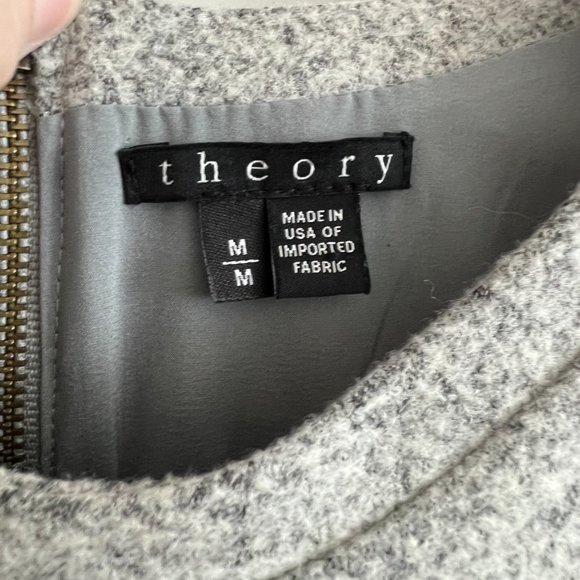 theory
M
M
MADE IN
USA OF
IMPORTED
FABRIC